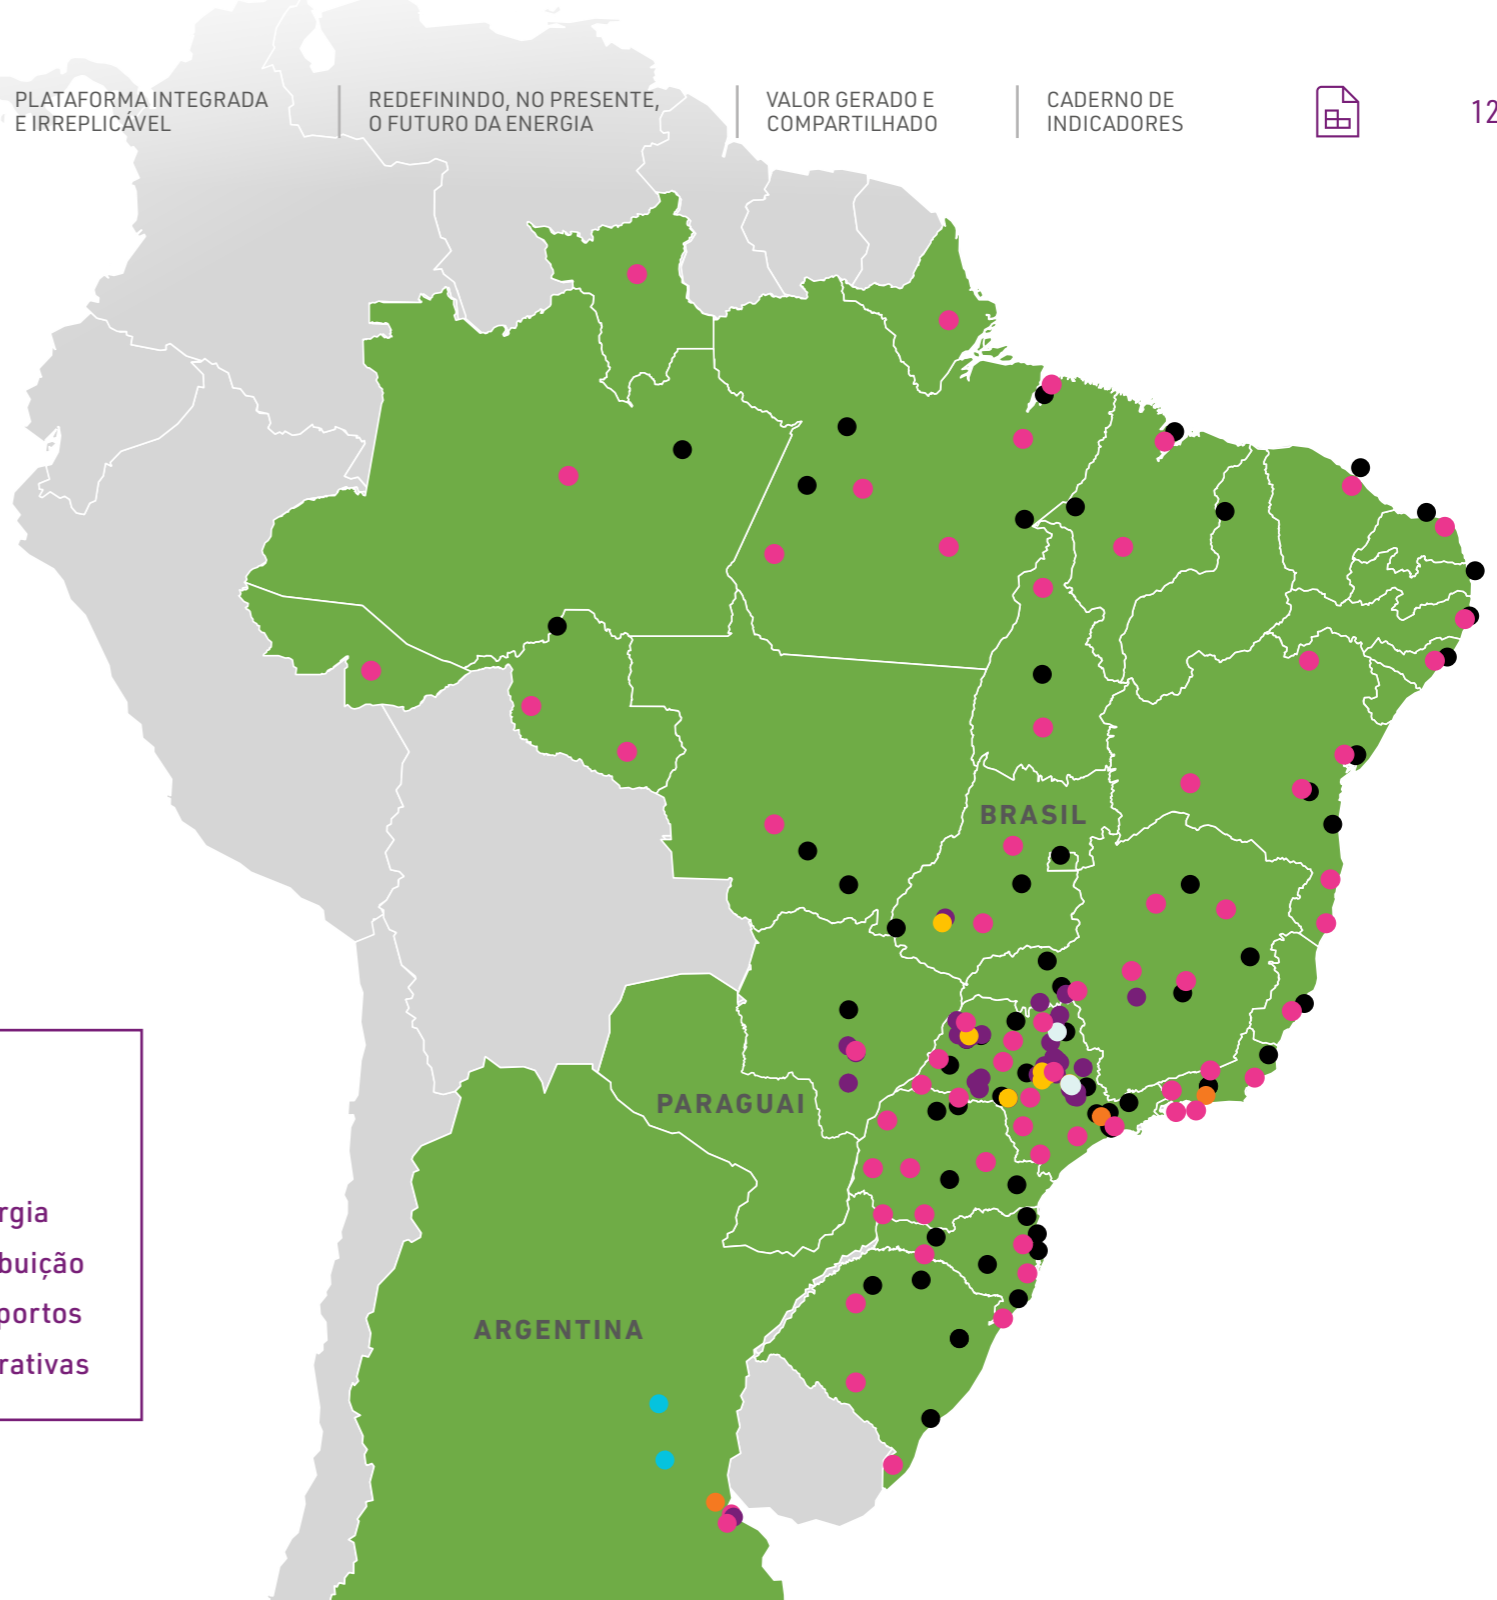 PLATAFORMA INTEGRADA
E IRREPLICÁVEL
REDEFININDO, NO PRESENTE,
O FUTURO DA ENERGIA
VALOR GERADO E
COMPARTILHADO
CADERNO DE
INDICADORES
12
BRASIL
PARAGUAI
ARGENTINA
rgia
buição
portos
rativas